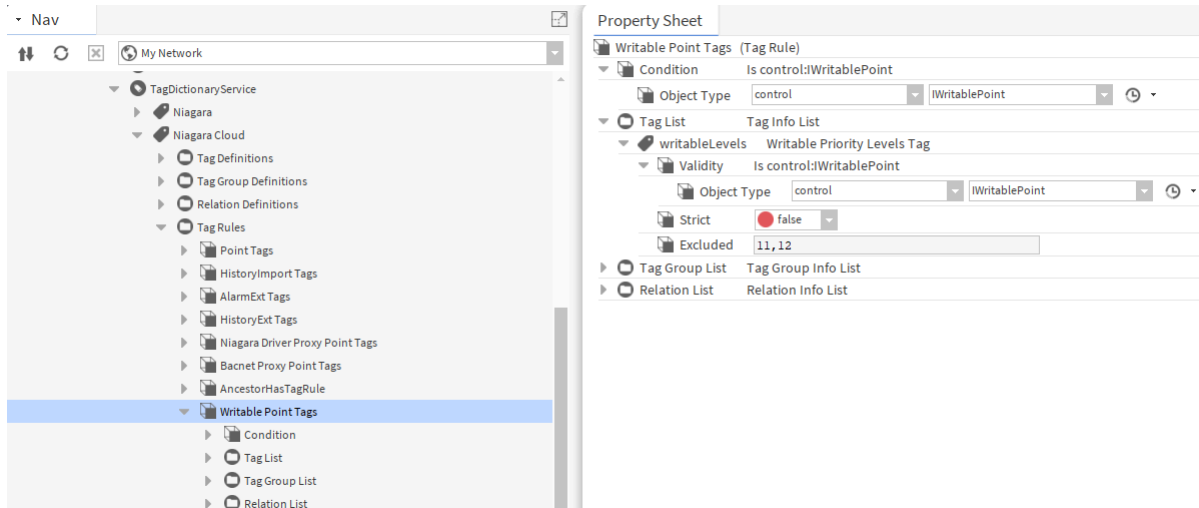 Nav
My Network
TagDictionaryService
Niagara
Niagara Cloud
Tag Definitions
Tag Group Definitions
Relation Definitions
Tag Rules
Point Tags
HistoryImport Tags
AlarmExt Tags
HistoryExt Tags
Niagara Driver Proxy Point Tags
Bacnet Proxy Point Tags
AncestorHasTagRule
Writable Point Tags
Condition
Tag List
Tag Group List
Relation List
Property Sheet
Writable Point Tags (Tag Rule)
Condition Is control:IWritablePoint
Object Type control IWritablePoint
Tag List Tag Info List
writableLevels Writable Priority Levels Tag
Validity Is control:IWritablePoint
Object Type control IWritablePoint
Strict false
Excluded 11,12
Tag Group List Tag Group Info List
Relation List Relation Info List